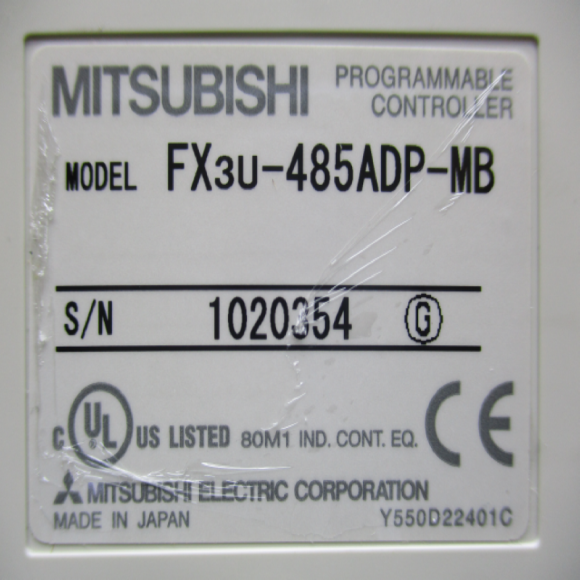 MITSUBISHI PROGRAMMABLE CONTROLLER
MODEL FX3U-485ADP-MB
S/N 1020354 G
C UL US LISTED 80M1 IND. CONT. EQ. CE
MITSUBISHI ELECTRIC CORPORATION
MADE IN JAPAN Y550D22401C